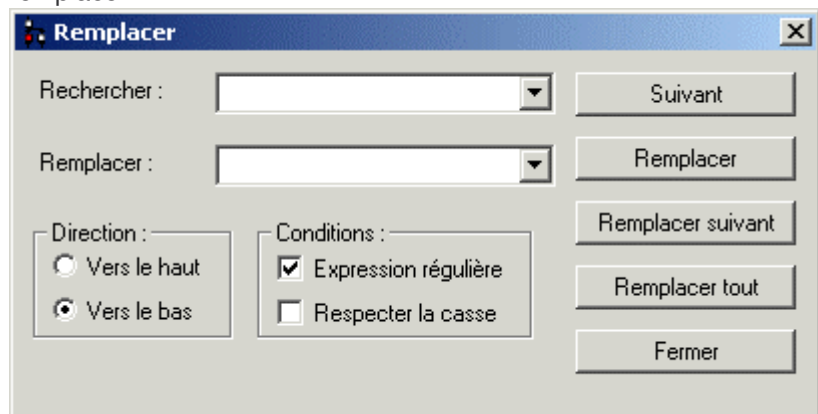 Remplacer
Rechercher :
Suivant
Remplacer :
Remplacer
Remplacer suivant
Direction :
Vers le haut
Vers le bas
Conditions :
Expression régulière
Respecter la casse
Remplacer tout
Fermer